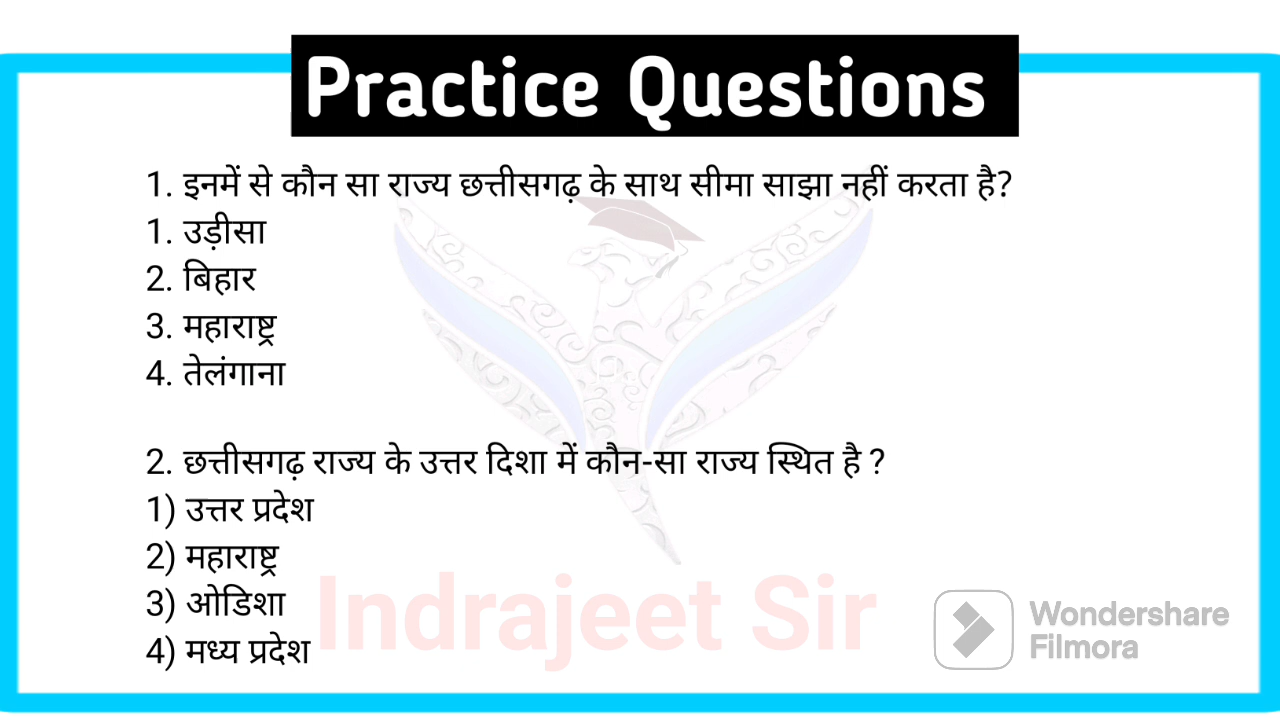 Practice Questions
1. इनमें से कौन सा राज्य छत्तीसगढ़ के साथ सीमा साझा नहीं करता है?
1. उड़ीसा
2. बिहार
3. महाराष्ट्र
4. तेलंगाना
2. छत्तीसगढ़ राज्य के उत्तर दिशा में कौन-सा राज्य स्थित है ?
1) उत्तर प्रदेश
2) महाराष्ट्र
3) ओडिशा
4) मध्य प्रदेश
Indrajeet Sir
Wondershare
Filmora